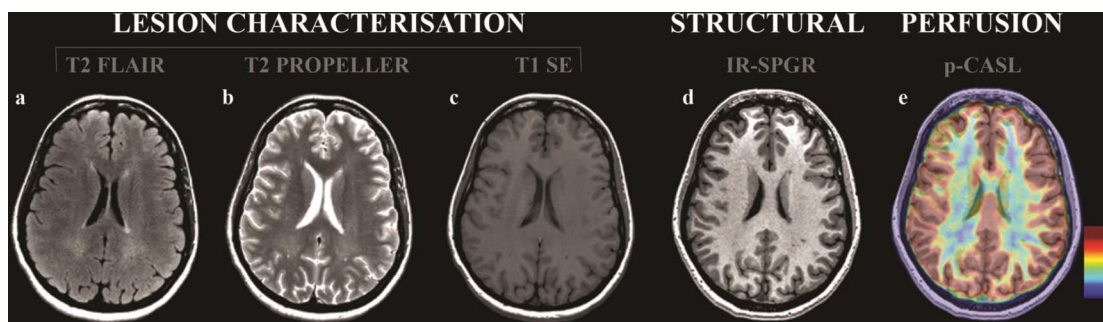 LESION CHARACTERISATION STRUCTURAL PERFUSION
T2 FLAIR T2 PROPELLER T1 SE IR-SPGR p-CASL
a b c d e